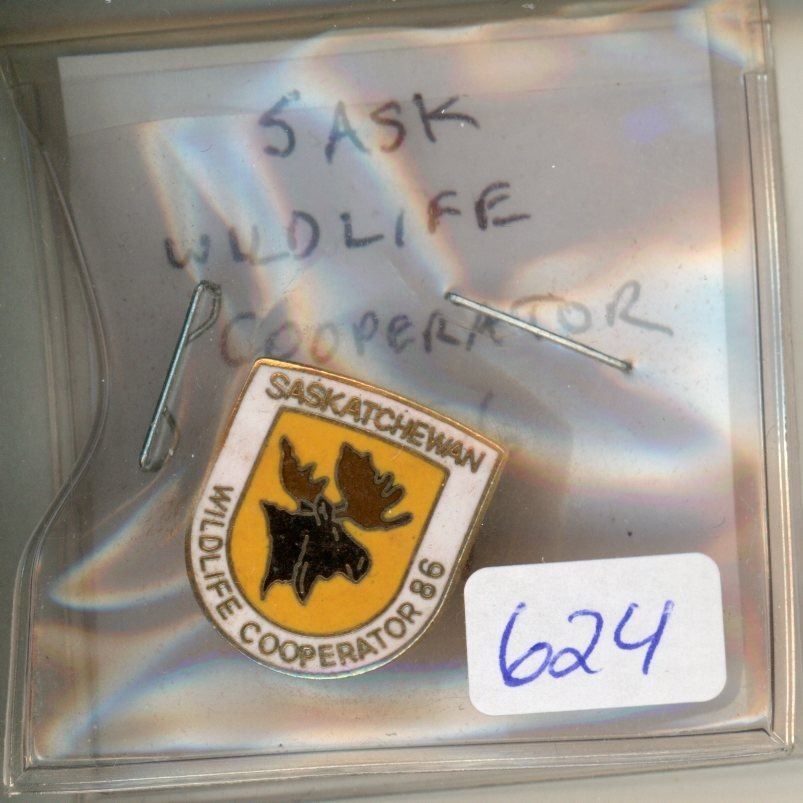 SASK
WILDLIFE
COOPERATOR
SASKATCHEWAN
WILDLIFE COOPERATOR 86
624